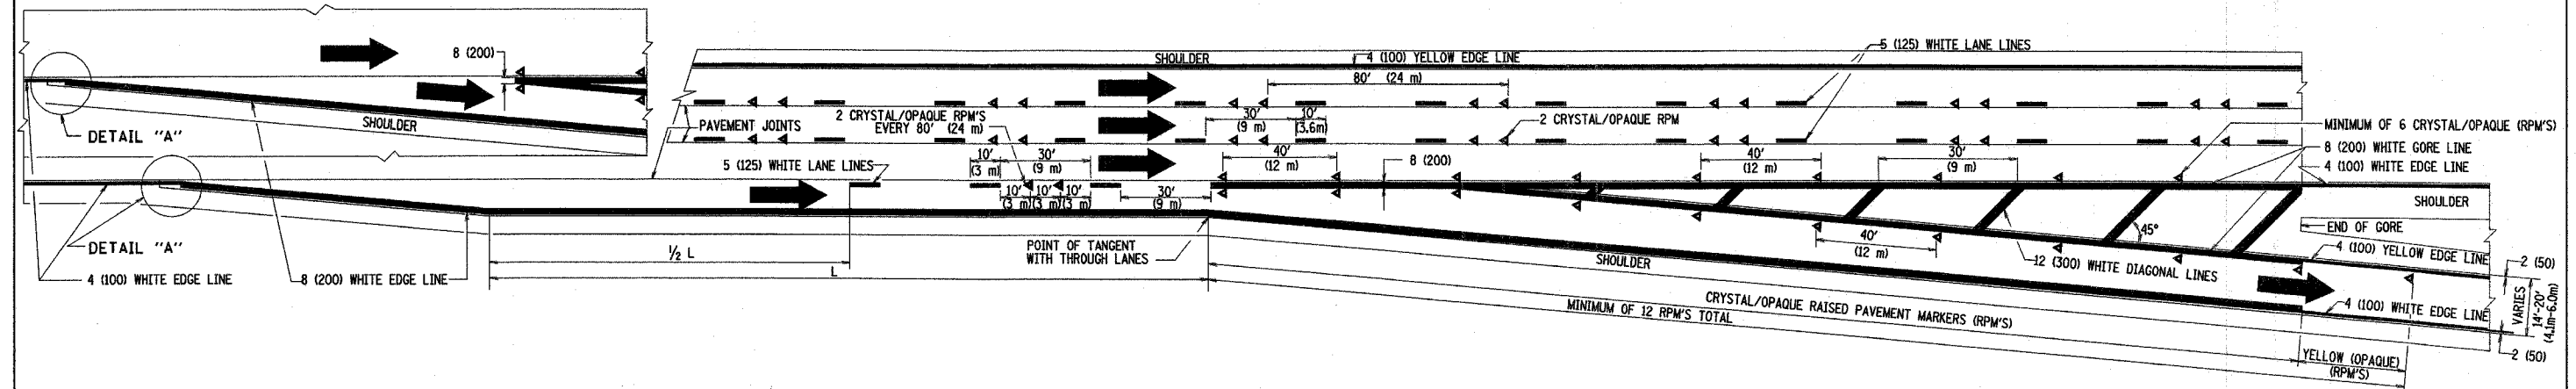 8 (200)
DETAIL "A"
SHOULDER
SHOULDER
4 (100) YELLOW EDGE LINE
5 (125) WHITE LANE LINES
80' (24 m)
2 CRYSTAL/OPAQUE RPM'S
EVERY 80' (24 m)
PAVEMENT JOINTS
30'
(9 m)
10'
(3.6m)
2 CRYSTAL/OPAQUE RPM
MINIMUM OF 6 CRYSTAL/OPAQUE (RPM'S)
8 (200) WHITE GORE LINE
4 (100) WHITE EDGE LINE
5 (125) WHITE LANE LINES
10'
(3 m)
30'
(9 m)
40'
(12 m)
8 (200)
40'
(12 m)
30'
(9 m)
10'
(3 m)
10'
(3 m)
10'
(3 m)
30'
(9 m)
SHOULDER
DETAIL "A"
4 (100) WHITE EDGE LINE
8 (200) WHITE EDGE LINE
½ L
L
POINT OF TANGENT
WITH THROUGH LANES
SHOULDER
40'
(12 m)
45°
12 (300) WHITE DIAGONAL LINES
END OF GORE
4 (100) YELLOW EDGE LINE
2 (50)
CRYSTAL/OPAQUE RAISED PAVEMENT MARKERS (RPM'S)
MINIMUM OF 12 RPM'S TOTAL
4 (100) WHITE EDGE LINE
VARIES
14'-20'
(4.1m-6.0m)
2 (50)
YELLOW (OPAQUE)
(RPM'S)